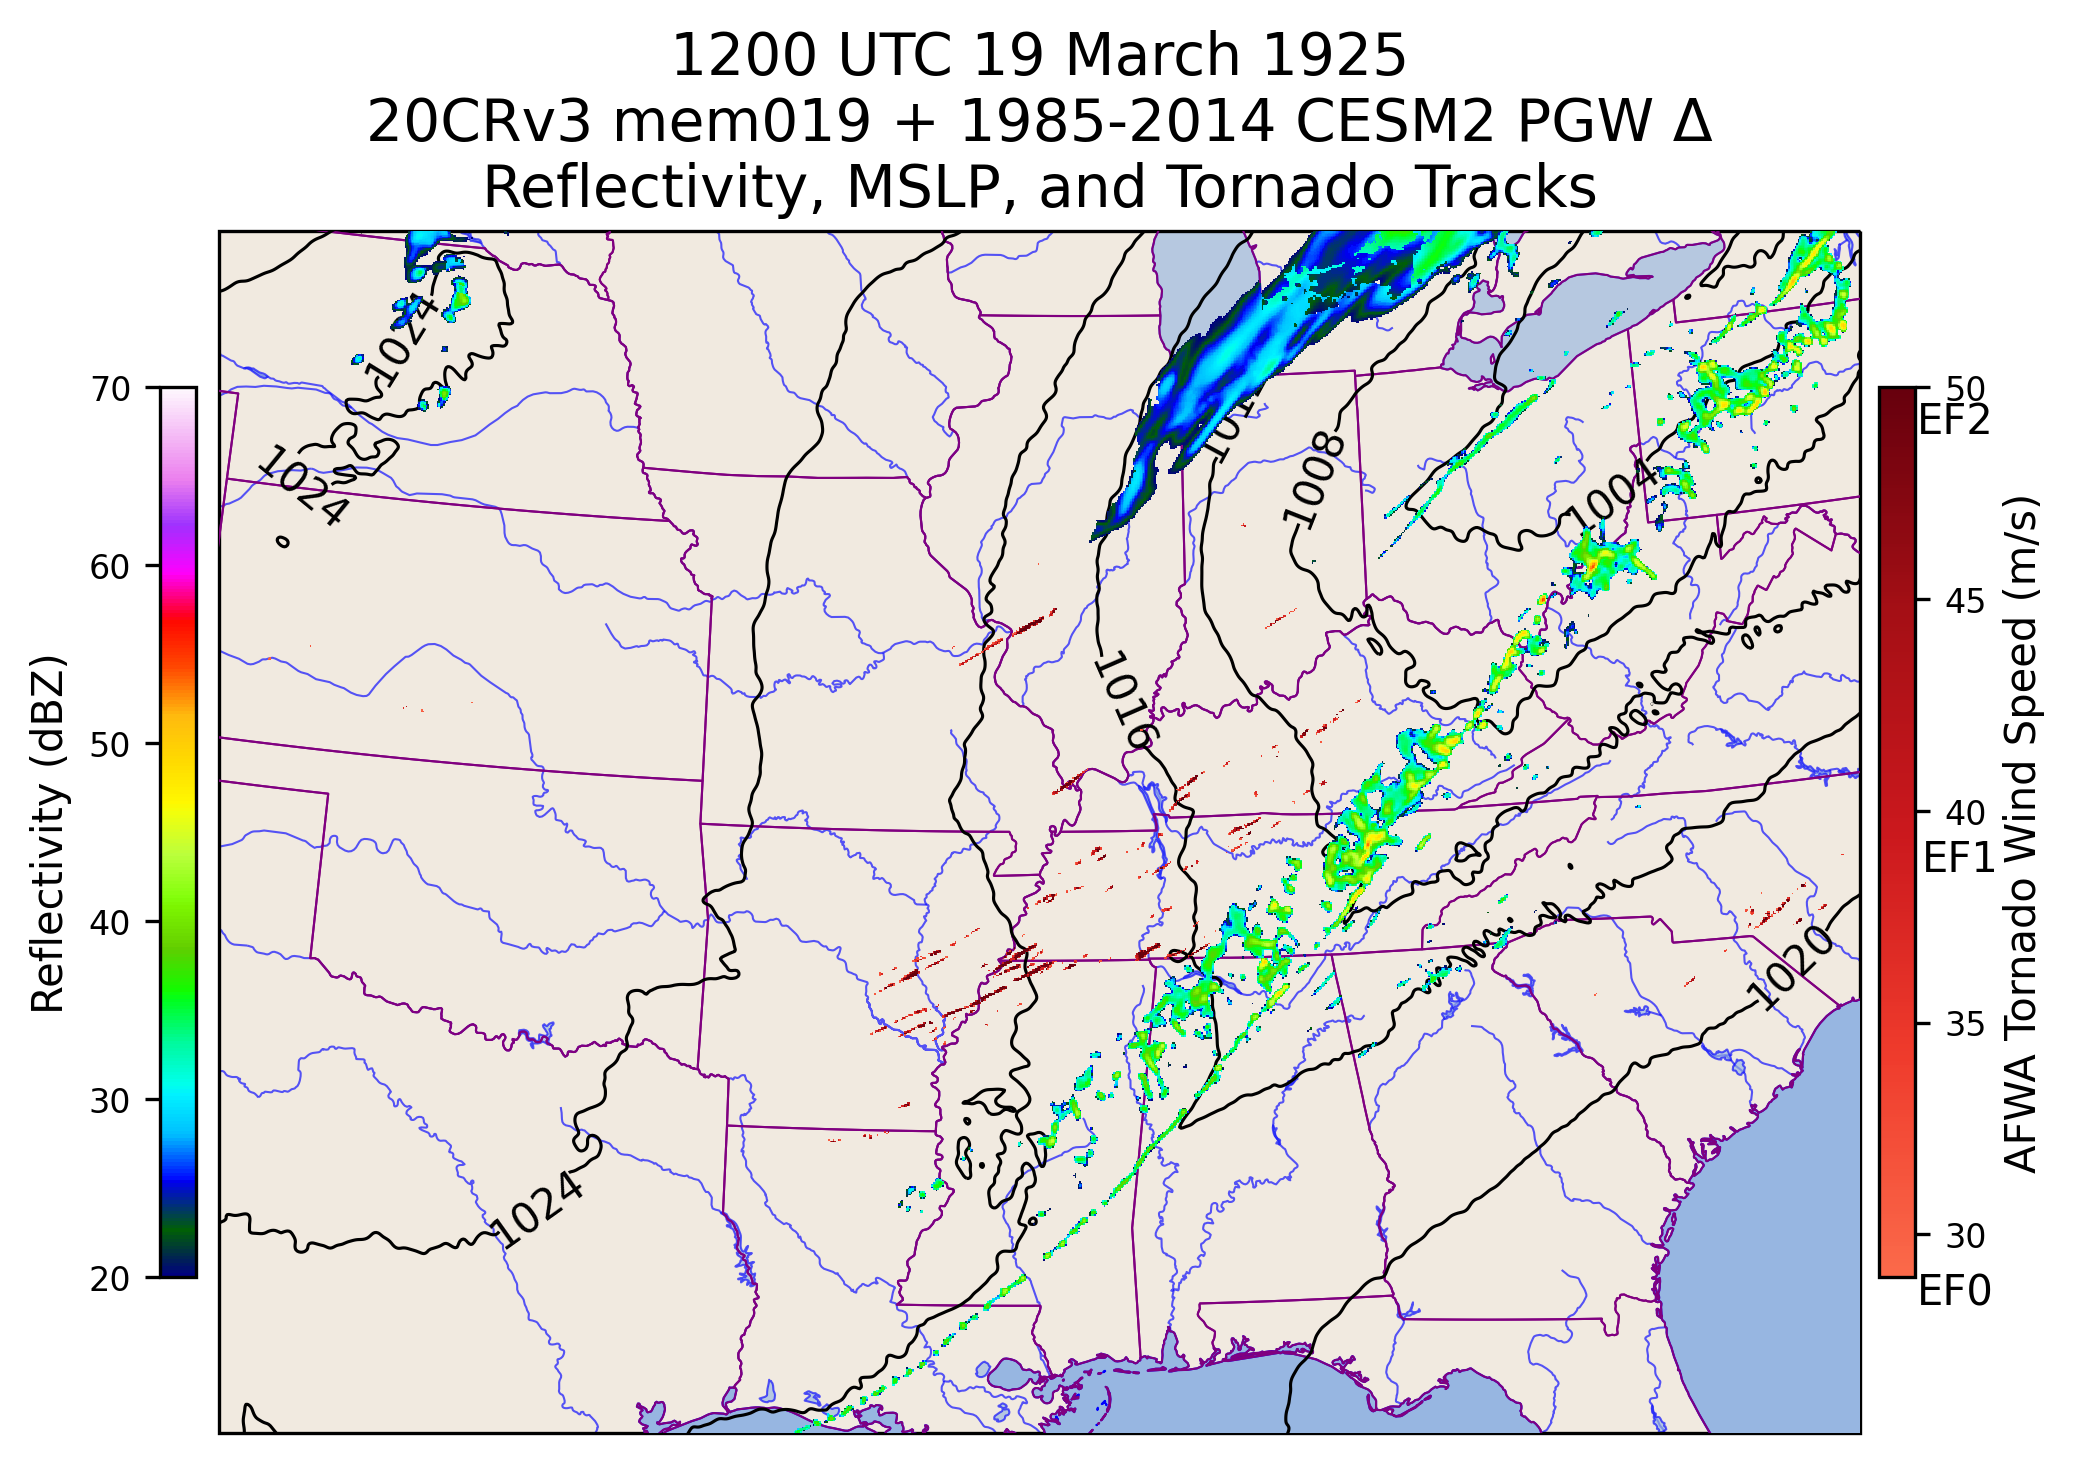 1200 UTC 19 March 1925
20CRv3 mem019 + 1985-2014 CESM2 PGW Δ
Reflectivity, MSLP, and Tornado Tracks
Reflectivity (dBZ)
70
60
50
40
30
20
1024
1024
1008
1004
1016
1020
1024
50
EF2
45
40
EF1
35
30
EF0
AFWA Tornado Wind Speed (m/s)